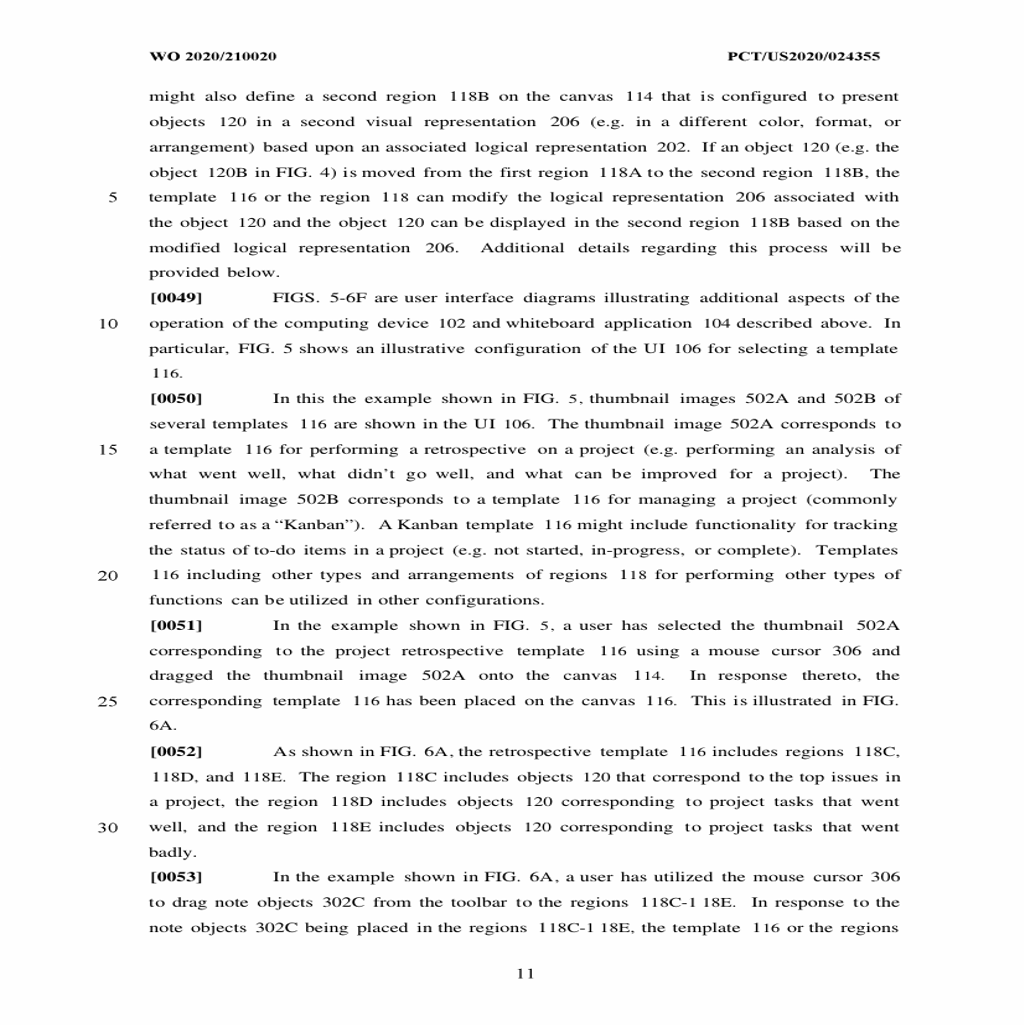 WO 2020/210020 PCT/US2020/024355
might also define a second region 118B on the canvas 114 that is configured to present
objects 120 in a second visual representation 206 (e.g. in a different color, format, or
arrangement) based upon an associated logical representation 202. If an object 120 (e.g. the
object 120B in FIG. 4) is moved from the first region 118A to the second region 118B, the
5 template 116 or the region 118 can modify the logical representation 206 associated with
the object 120 and the object 120 can be displayed in the second region 118B based on the
modified logical representation 206. Additional details regarding this process will be
provided below.
[0049] FIGS. 5-6F are user interface diagrams illustrating additional aspects of the
10 operation of the computing device 102 and whiteboard application 104 described above. In
particular, FIG. 5 shows an illustrative configuration of the UI 106 for selecting a template
116.
[0050] In this the example shown in FIG. 5, thumbnail images 502A and 502B of
several templates 116 are shown in the UI 106. The thumbnail image 502A corresponds to
15 a template 116 for performing a retrospective on a project (e.g. performing an analysis of
what went well, what didn't go well, and what can be improved for a project). The
thumbnail image 502B corresponds to a template 116 for managing a project (commonly
referred to as a “Kanban”). A Kanban template 116 might include functionality for tracking
the status of to-do items in a project (e.g. not started, in-progress, or complete). Templates
20 116 including other types and arrangements of regions 118 for performing other types of
functions can be utilized in other configurations.
[0051] In the example shown in FIG. 5, a user has selected the thumbnail 502A
corresponding to the project retrospective template 116 using a mouse cursor 306 and
dragged the thumbnail image 502A onto the canvas 114. In response thereto, the
25 corresponding template 116 has been placed on the canvas 116. This is illustrated in FIG.
6A.
[0052] As shown in FIG. 6A, the retrospective template 116 includes regions 118C,
118D, and 118E. The region 118C includes objects 120 that correspond to the top issues in
a project, the region 118D includes objects 120 corresponding to project tasks that went
30 well, and the region 118E includes objects 120 corresponding to project tasks that went
badly.
[0053] In the example shown in FIG. 6A, a user has utilized the mouse cursor 306
to drag note objects 302C from the toolbar to the regions 118C-1 18E. In response to the
note objects 302C being placed in the regions 118C-1 18E, the template 116 or the regions
11